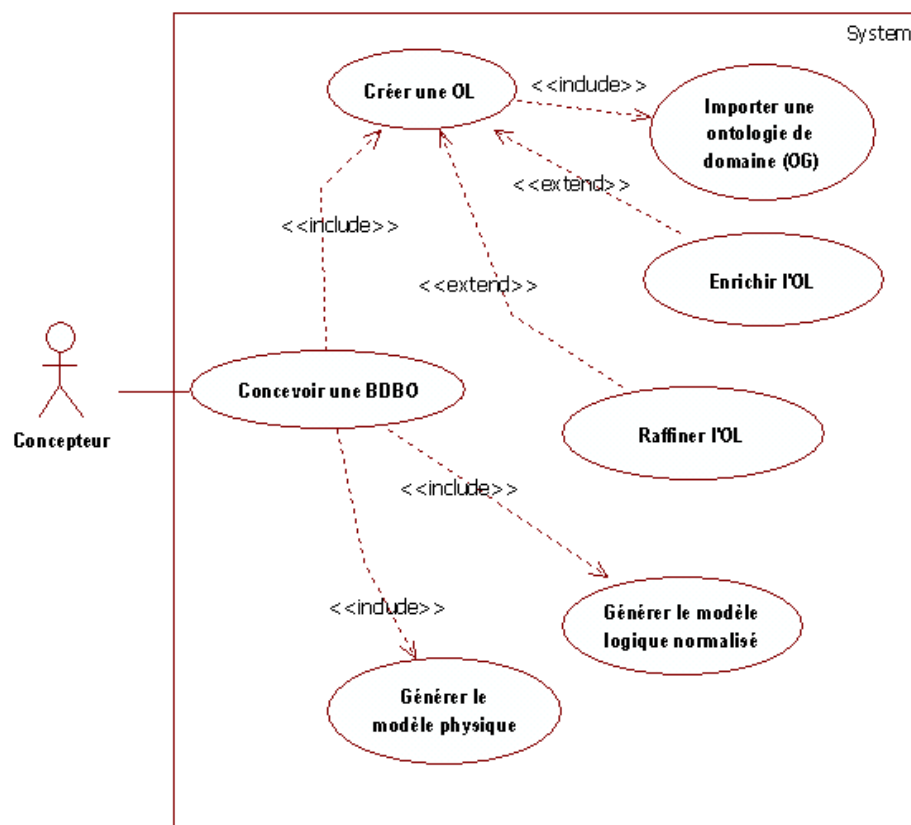 System
Créer une OL
<<include>>
Importer une
ontologie de
domaine (OG)
<<extend>>
<<include>>
Enrichir l'OL
<<extend>>
Concevoir une BDBO
Concepteur
Raffiner l'OL
<<include>>
<<include>>
Générer le modèle
logique normalisé
Générer le
modèle physique